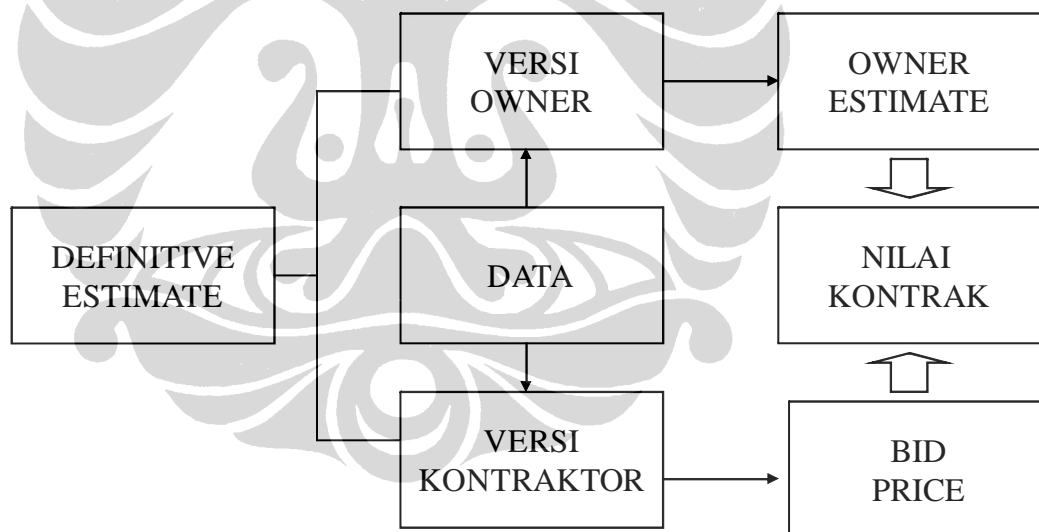 VERSI
OWNER
OWNER
ESTIMATE
DEFINITIVE
ESTIMATE
DATA
NILAI
KONTRAK
VERSI
KONTRAKTOR
BID
PRICE